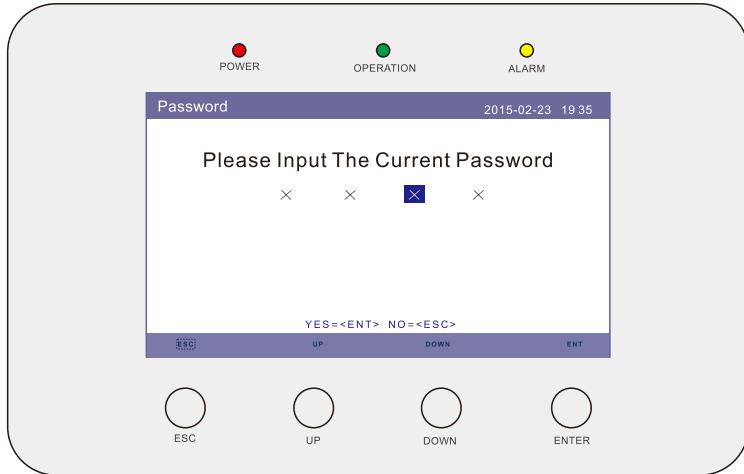 POWER OPERATION ALARM
Password 2015-02-23 19 35
Please Input The Current Password
× × × ×
YES=<ENT> NO=<ESC>
ESC UP DOWN ENT
ESC UP DOWN ENTER